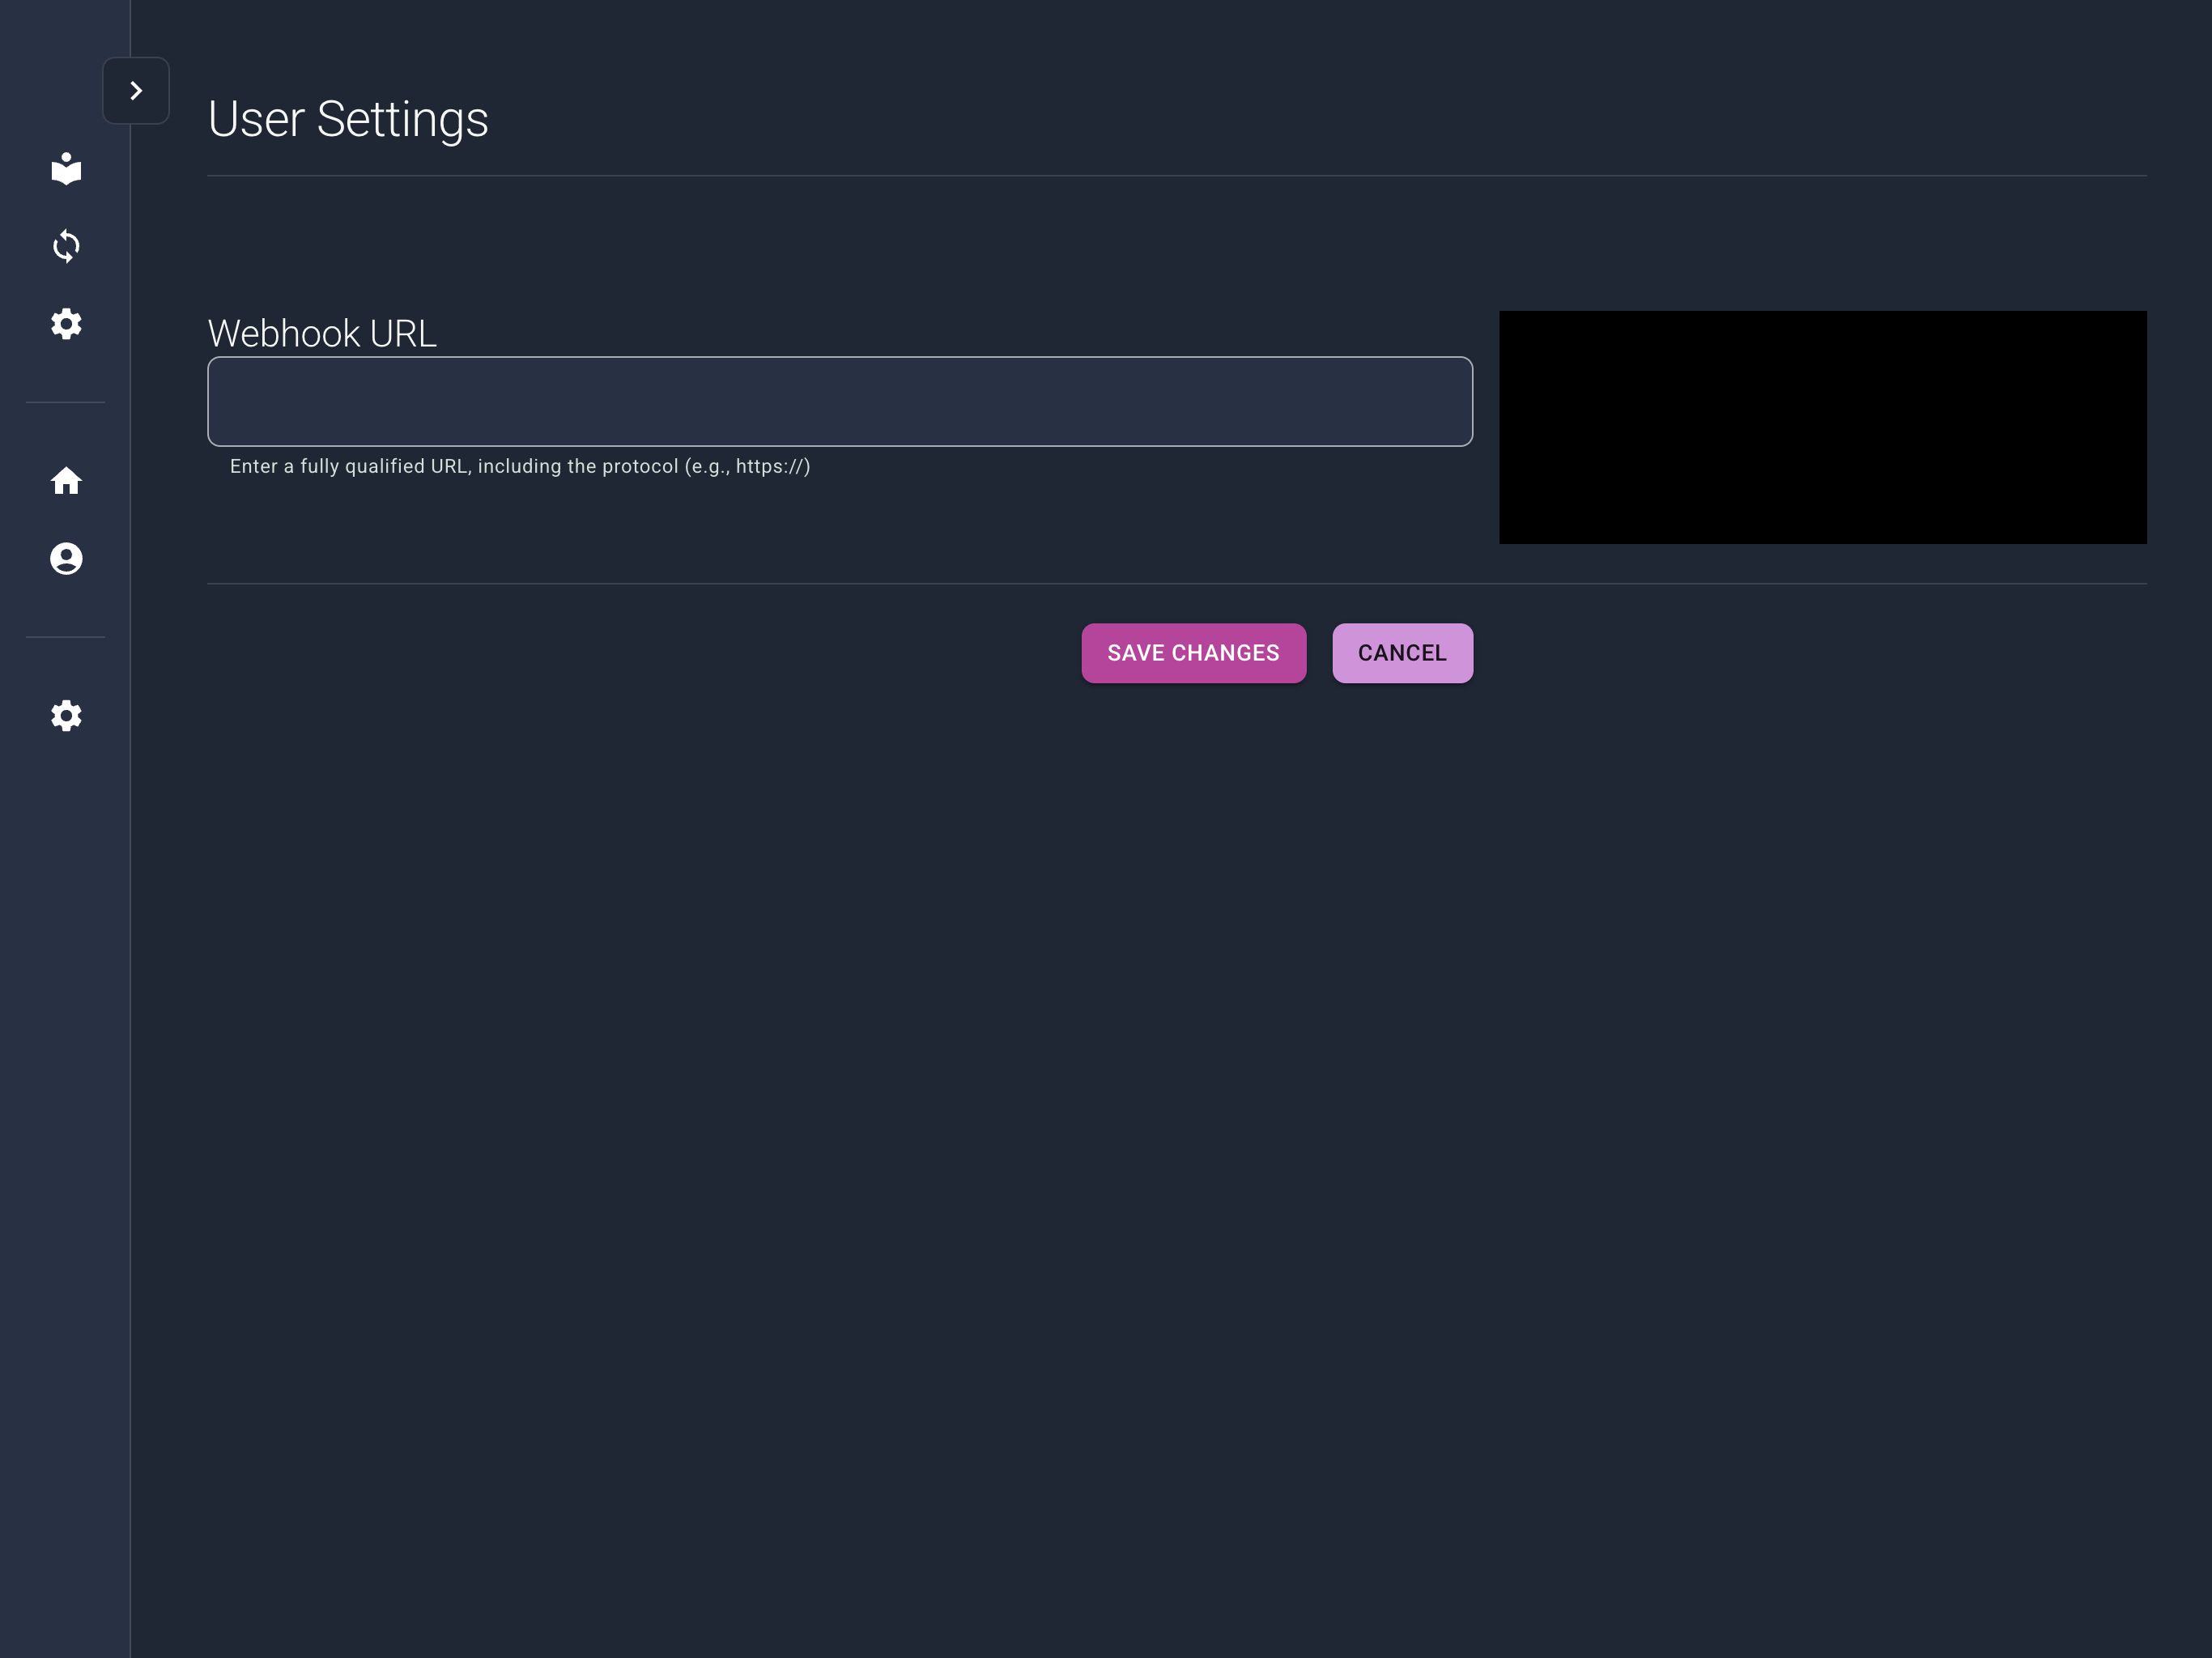 User Settings
Webhook URL
Enter a fully qualified URL, including the protocol (e.g., https://)
SAVE CHANGES
CANCEL